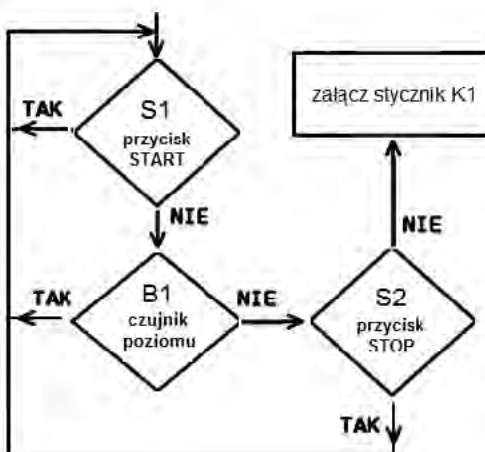 S1
przycisk
START
TAK
NIE
B1
czujnik
poziomu
TAK
NIE
S2
przycisk
STOP
NIE
TAK
załącz stycznik K1